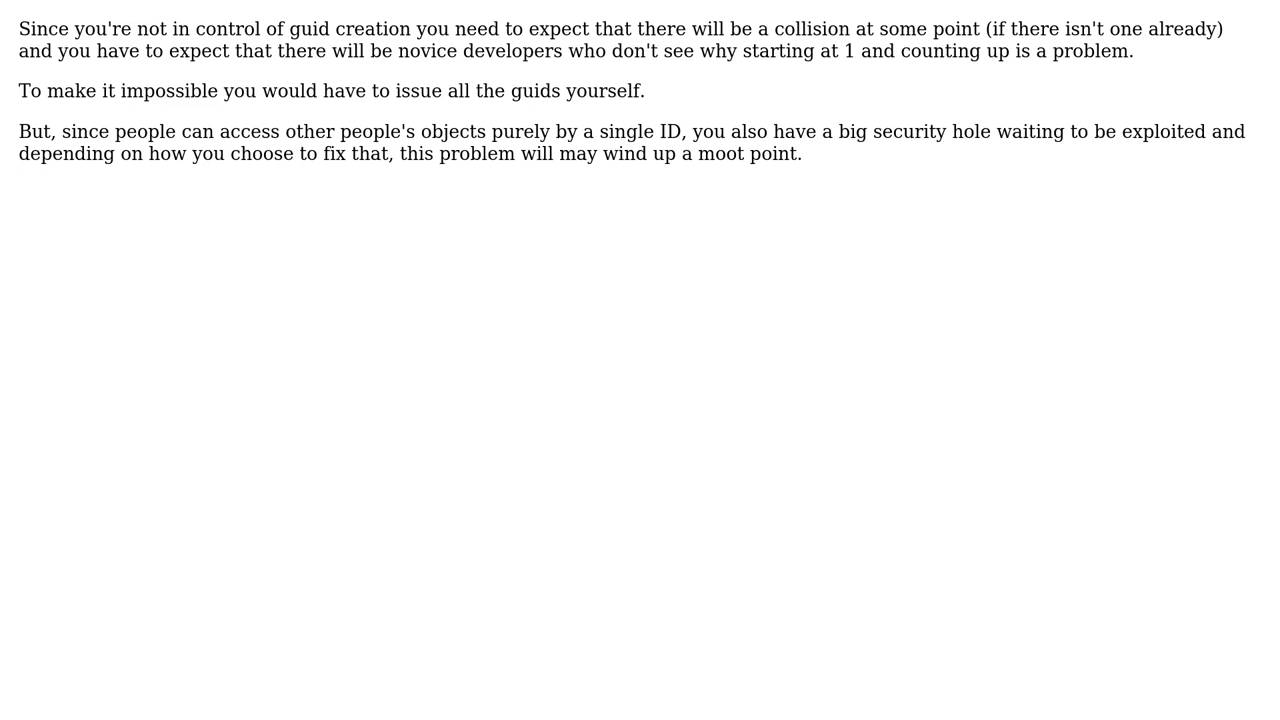 Since you're not in control of guid creation you need to expect that there will be a collision at some point (if there isn't one already)
and you have to expect that there will be novice developers who don't see why starting at 1 and counting up is a problem.
To make it impossible you would have to issue all the guids yourself.
But, since people can access other people's objects purely by a single ID, you also have a big security hole waiting to be exploited and
depending on how you choose to fix that, this problem will may wind up a moot point.